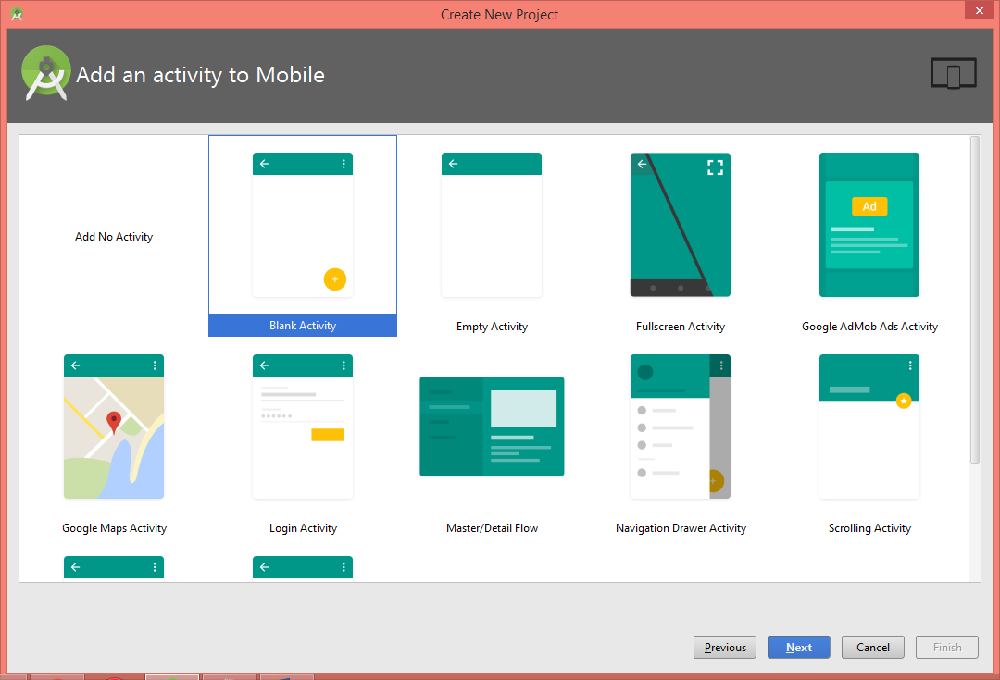 Create New Project
Add an activity to Mobile
Add No Activity
Blank Activity
Empty Activity
Fullscreen Activity
Ad
Google AdMob Ads Activity
Google Maps Activity
Login Activity
Master/Detail Flow
Navigation Drawer Activity
Scrolling Activity
Previous
Next
Cancel
Finish